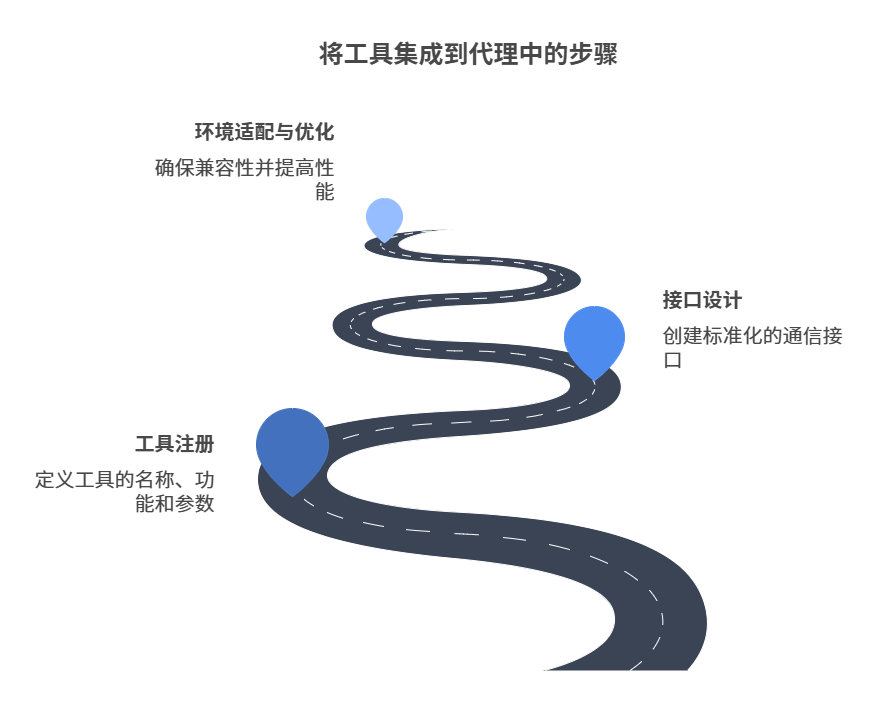 将工具集成到代理中的步骤
环境适配与优化
确保兼容性并提高性
能
接口设计
创建标准化的通信接
口
工具注册
定义工具的名称、功
能和参数